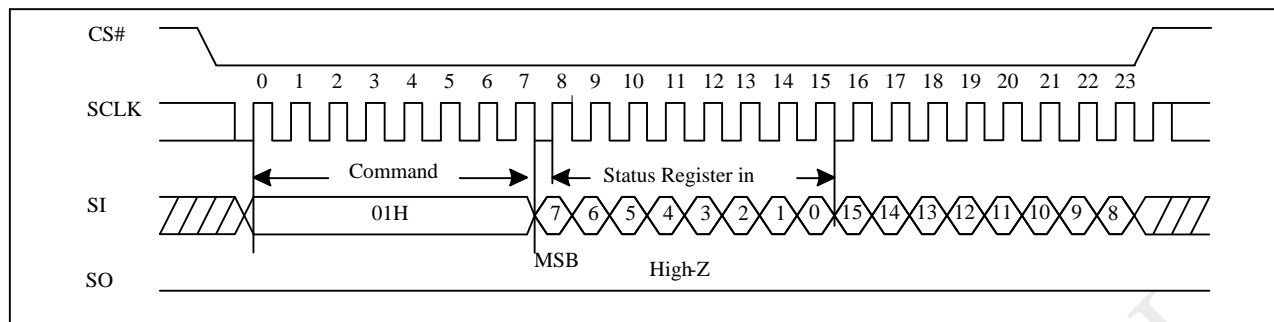 CS#
0 1 2 3 4 5 6 7 8 9 10 11 12 13 14 15 16 17 18 19 20 21 22 23
SCLK
Command Status Register in
SI 01H 7 6 5 4 3 2 1 0 15 14 13 12 11 10 9 8
MSB High-Z
SO